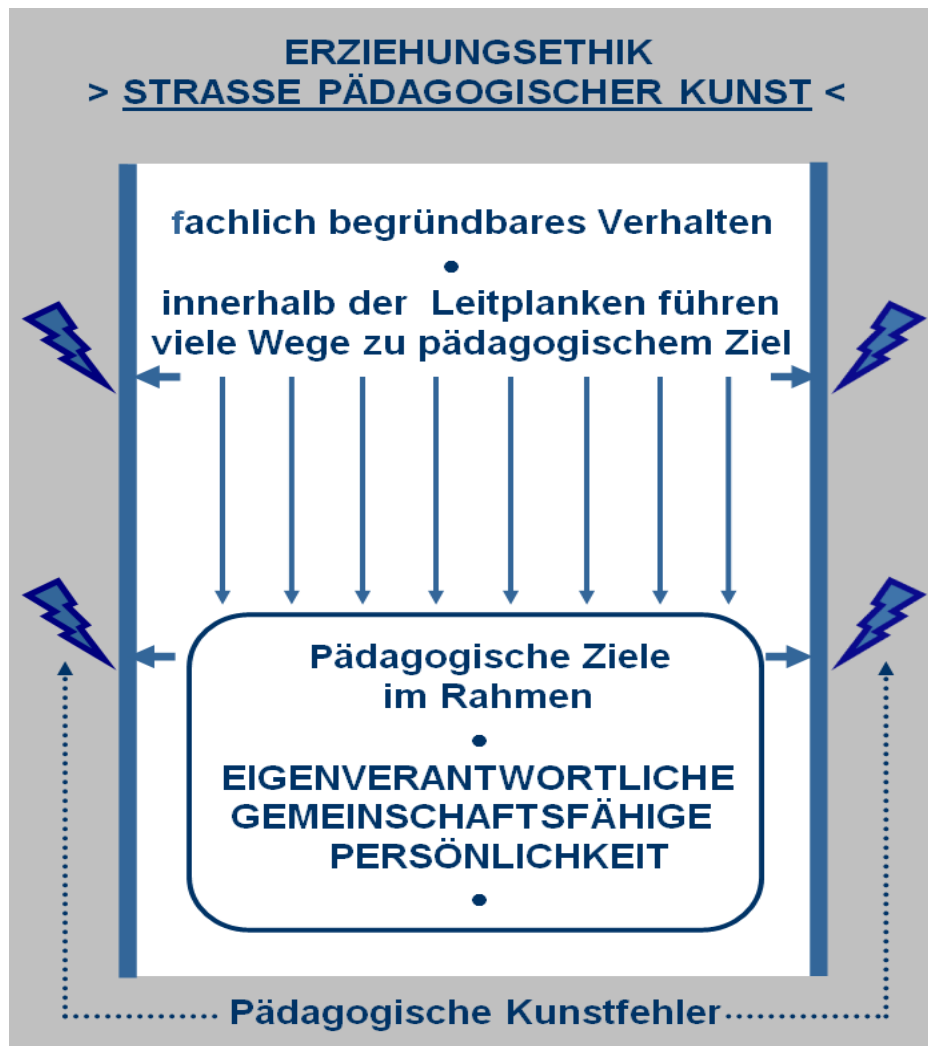 ERZIEHUNGSETHIK
> STRASSE PÄDAGOGISCHER KUNST <
fachlich begründbares Verhalten
•
innerhalb der Leitplanken führen
viele Wege zu pädagogischem Ziel
Pädagogische Ziele
im Rahmen
•
EIGENVERANTWORTLICHE
GEMEINSCHAFTSFÄHIGE
PERSÖNLICHKEIT
•
Pädagogische Kunstfehler